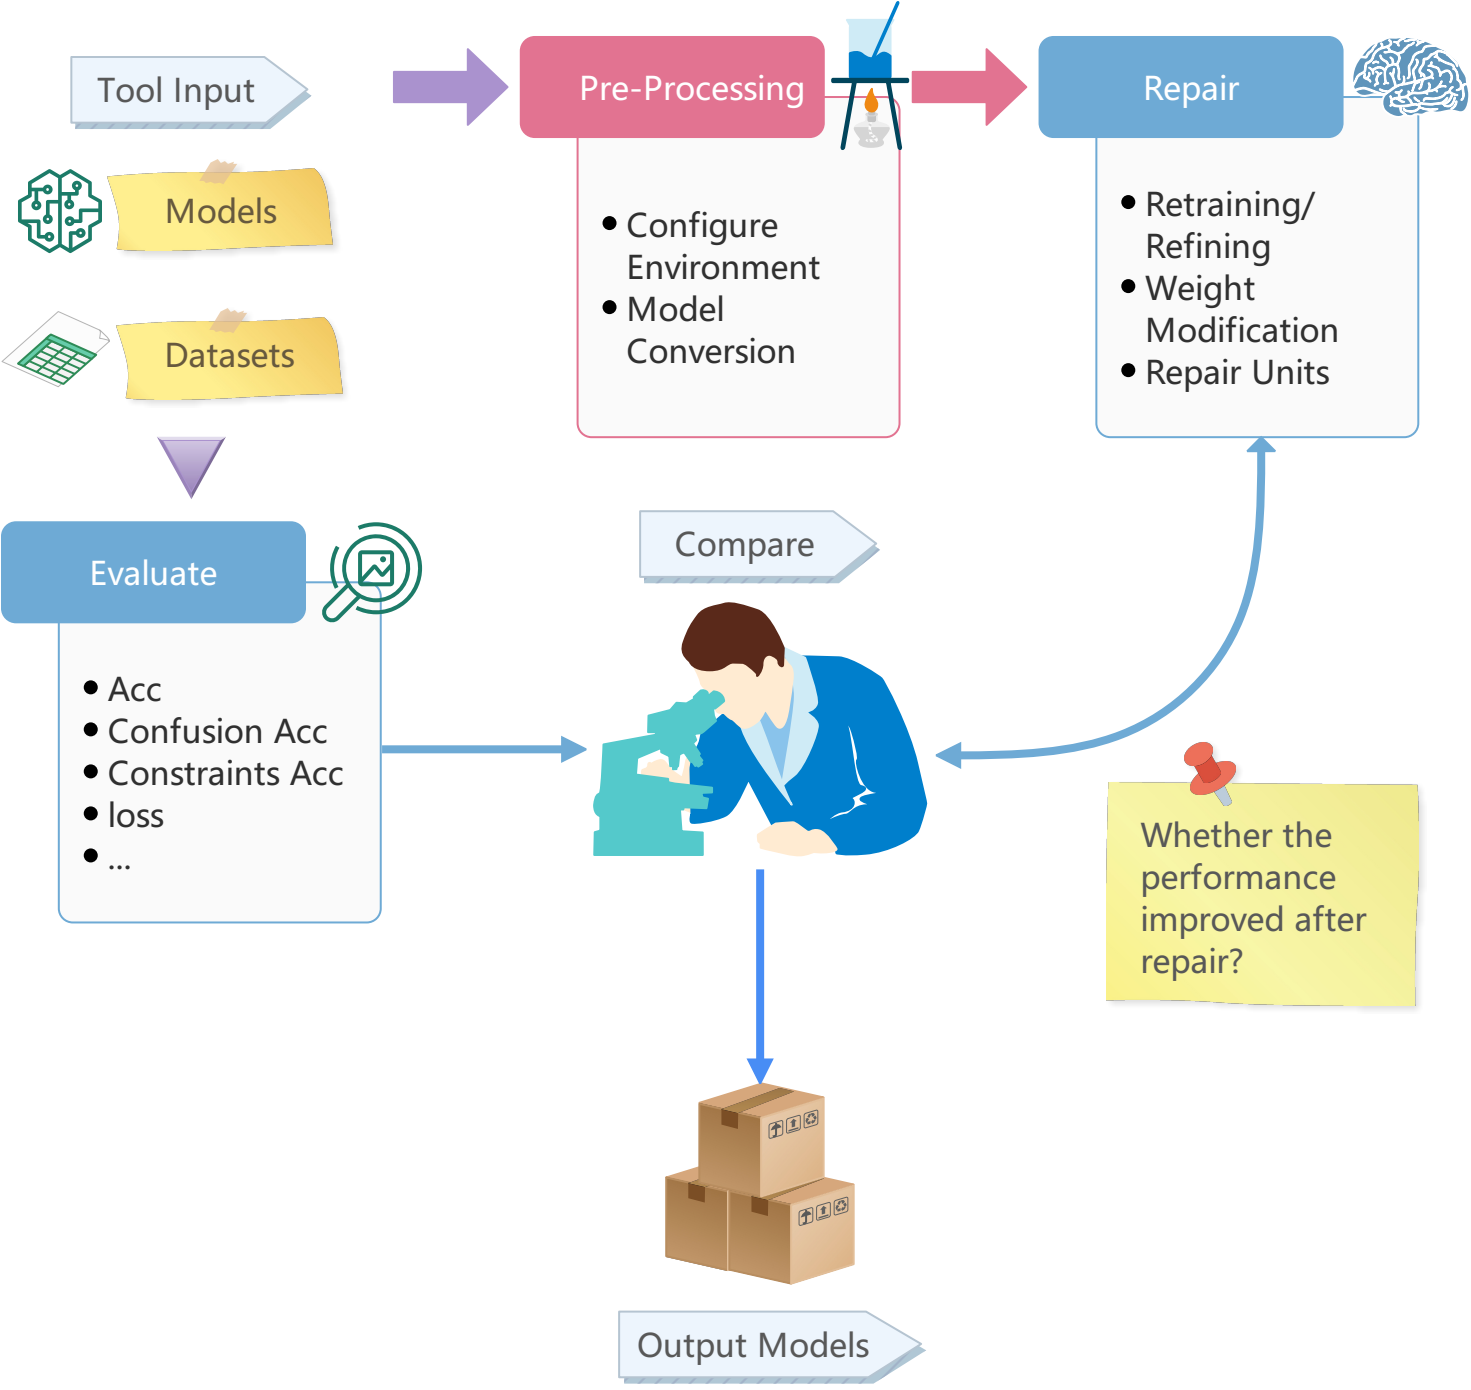 Tool Input
Models
Datasets
Pre-Processing
• Configure
Environment
• Model
Conversion
Repair
• Retraining/
Refining
• Weight
Modification
• Repair Units
Evaluate
• Acc
• Confusion Acc
• Constraints Acc
• loss
• ...
Compare
Whether the
performance
improved after
repair?
Output Models